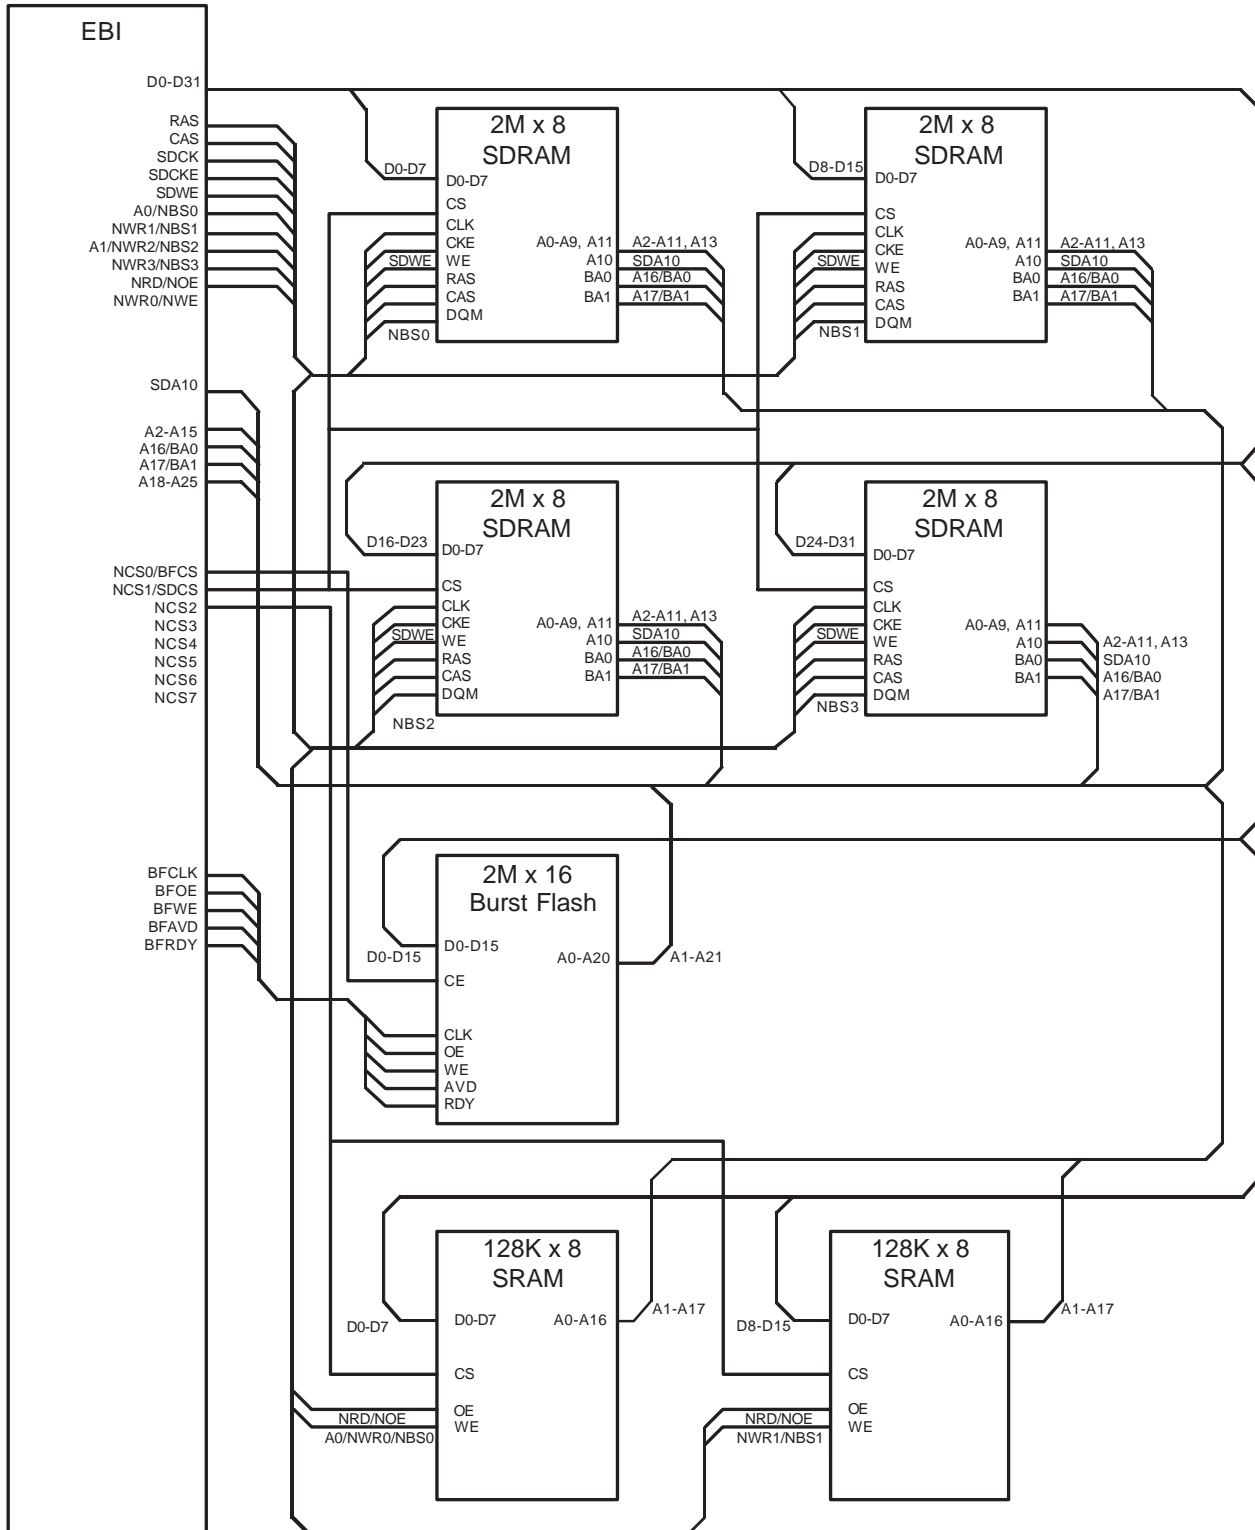 EBI
D0-D31
RAS
CAS
SDCK
SDCKE
SDWE
A0/NBS0
NWR1/NBS1
A1/NWR2/NBS2
NWR3/NBS3
NRD/NOE
NWR0/NWE
SDA10
A2-A15
A16/BA0
A17/BA1
A18-A25
NCS0/BFCS
NCS1/SDCS
NCS2
NCS3
NCS4
NCS5
NCS6
NCS7
BFCLK
BFOE
BFWE
BFAVD
BFRDY
2M x 8
SDRAM
D0-D7
D0-D7
CS
CLK
CKE
SDWE
WE
RAS
CAS
DQM
NBS0
A0-A9, A11
A10
BA0
BA1
A2-A11, A13
SDA10
A16/BA0
A17/BA1
2M x 8
SDRAM
D8-D15
D0-D7
CS
CLK
CKE
SDWE
WE
RAS
CAS
DQM
NBS1
A0-A9, A11
A10
BA0
BA1
A2-A11, A13
SDA10
A16/BA0
A17/BA1
2M x 8
SDRAM
D16-D23
D0-D7
CS
CLK
CKE
SDWE
WE
RAS
CAS
DQM
NBS2
A0-A9, A11
A10
BA0
BA1
A2-A11, A13
SDA10
A16/BA0
A17/BA1
2M x 8
SDRAM
D24-D31
D0-D7
CS
CLK
CKE
SDWE
WE
RAS
CAS
DQM
NBS3
A0-A9, A11
A10
BA0
BA1
A2-A11, A13
SDA10
A16/BA0
A17/BA1
2M x 16
Burst Flash
D0-D15
D0-D15
CE
CLK
OE
WE
AVD
RDY
A0-A20
A1-A21
128K x 8
SRAM
D0-D7
D0-D7
CS
OE
WE
NRD/NOE
A0/NWR0/NBS0
A0-A16
A1-A17
128K x 8
SRAM
D8-D15
D0-D7
CS
OE
WE
NRD/NOE
NWR1/NBS1
A0-A16
A1-A17